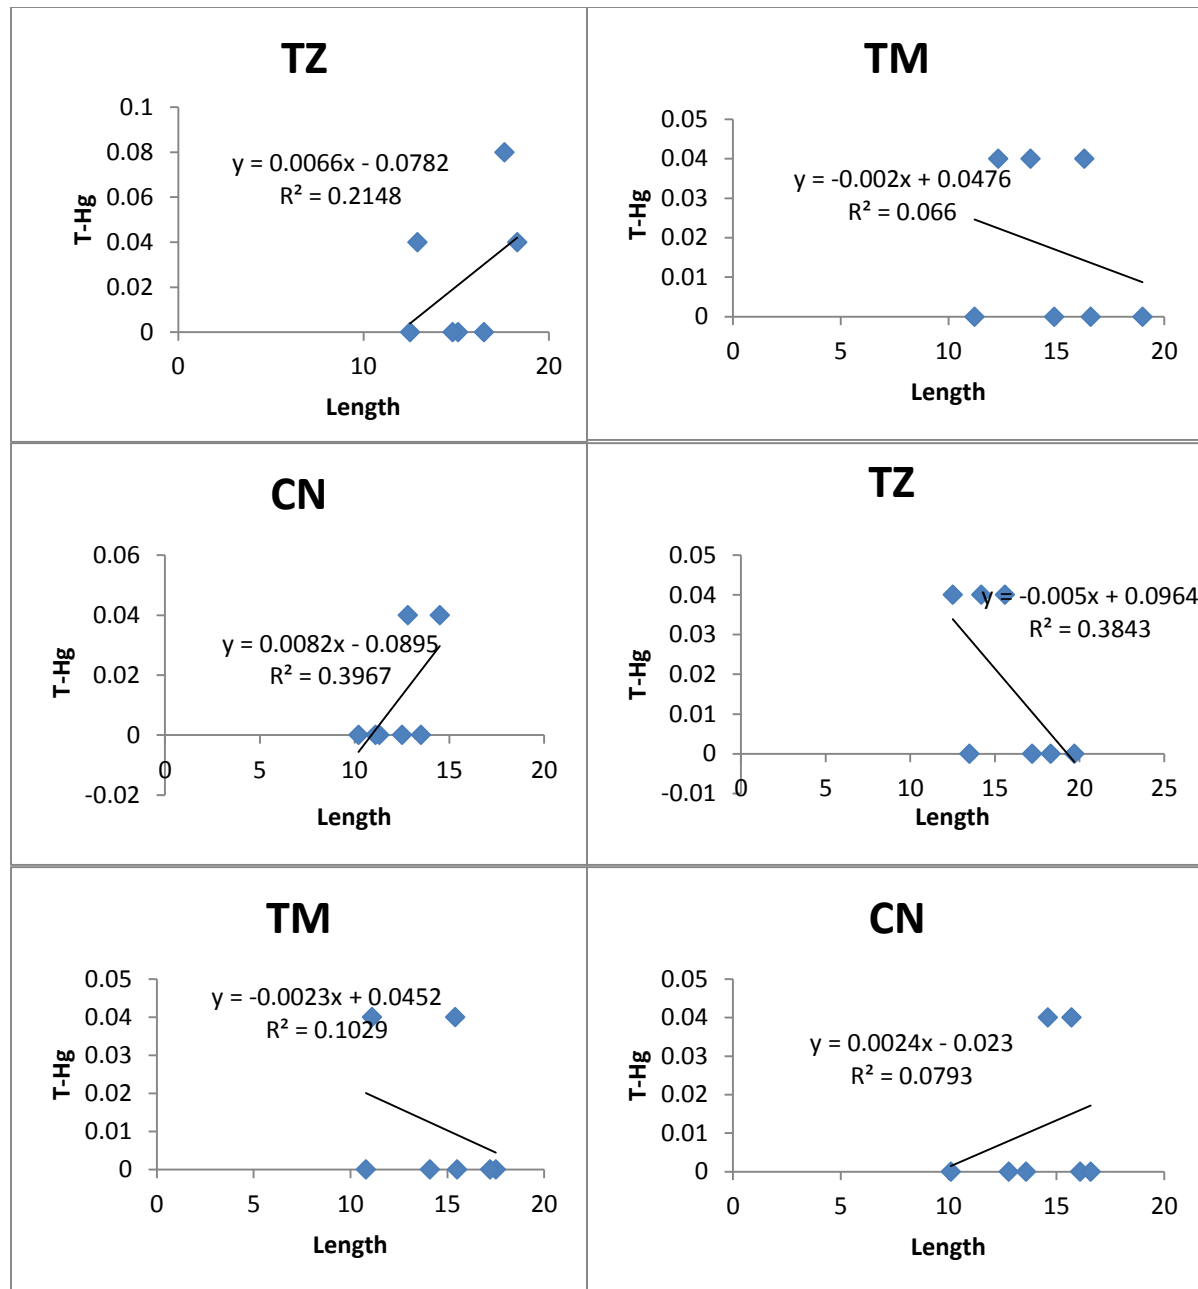 TZ
0.1
0.08
0.06
0.04
0.02
0
T-Hg
y = 0.0066x - 0.0782
R² = 0.2148
0
10
20
Length
TM
0.05
0.04
0.03
0.02
0.01
0
T-Hg
y = -0.002x + 0.0476
R² = 0.066
0
5
10
15
20
Length
CN
0.06
0.04
0.02
0
-0.02
T-Hg
y = 0.0082x - 0.0895
R² = 0.3967
0
5
10
15
20
Length
TZ
0.05
0.04
0.03
0.02
0.01
0
-0.01
T-Hg
y = -0.005x + 0.0964
R² = 0.3843
0
5
10
15
20
25
Length
TM
0.05
0.04
0.03
0.02
0.01
0
T-Hg
y = -0.0023x + 0.0452
R² = 0.1029
0
5
10
15
20
Length
CN
0.05
0.04
0.03
0.02
0.01
0
T-Hg
y = 0.0024x - 0.023
R² = 0.0793
0
5
10
15
20
Length